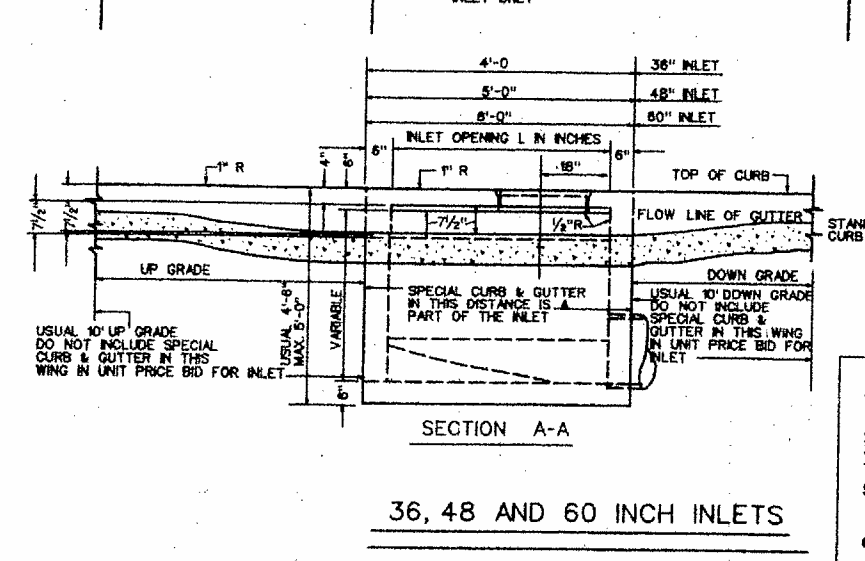 INLET ONLY
4'-0
36" INLET
5'-0"
48" INLET
6'-0"
60" INLET
INLET OPENING L IN INCHES
6"
18"
6"
4"
6"
1" R
1" R
TOP OF CURB
7½"
7½"
7½"
½"R
FLOW LINE OF GUTTER
CURB
UP GRADE
DOWN GRADE
SPECIAL CURB & GUTTER
IN THIS DISTANCE IS A
PART OF THE INLET
USUAL 10' UP GRADE
DO NOT INCLUDE SPECIAL
CURB & GUTTER IN THIS
WING IN UNIT PRICE BID FOR INLET
USUAL 4'-6"
MAX. 5'-0"
VARIABLE
6"
USUAL 10' DOWN GRADE
DO NOT INCLUDE
SPECIAL CURB &
GUTTER IN THIS WING
IN UNIT PRICE BID FOR
INLET
SECTION A-A
36, 48 AND 60 INCH INLETS